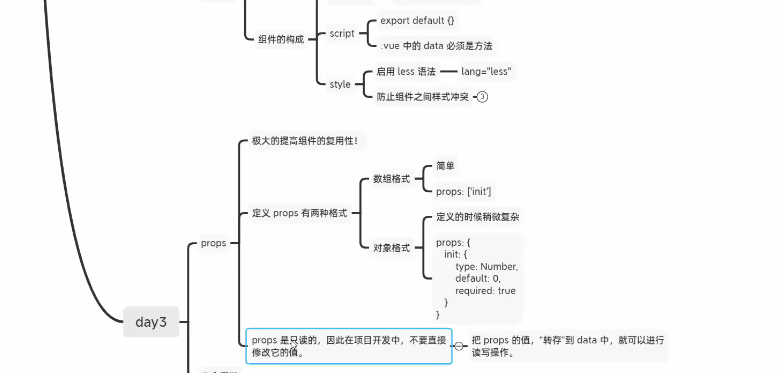 export default {}
script
组件的构成
.vue 中的 data 必须是方法
启用 less 语法
lang="less"
style
防止组件之间样式冲突
3
极大的提高组件的复用性！
简单
数组格式
props: ['init']
定义 props 有两种格式
定义的时候稍微复杂
props
对象格式
props: {
init: {
type: Number,
default: 0,
required: true
}
}
day3
props 是只读的，因此在项目开发中，不要直接
修改它的值。
把 props 的值，“转存”到 data 中，就可以进行
读写操作。